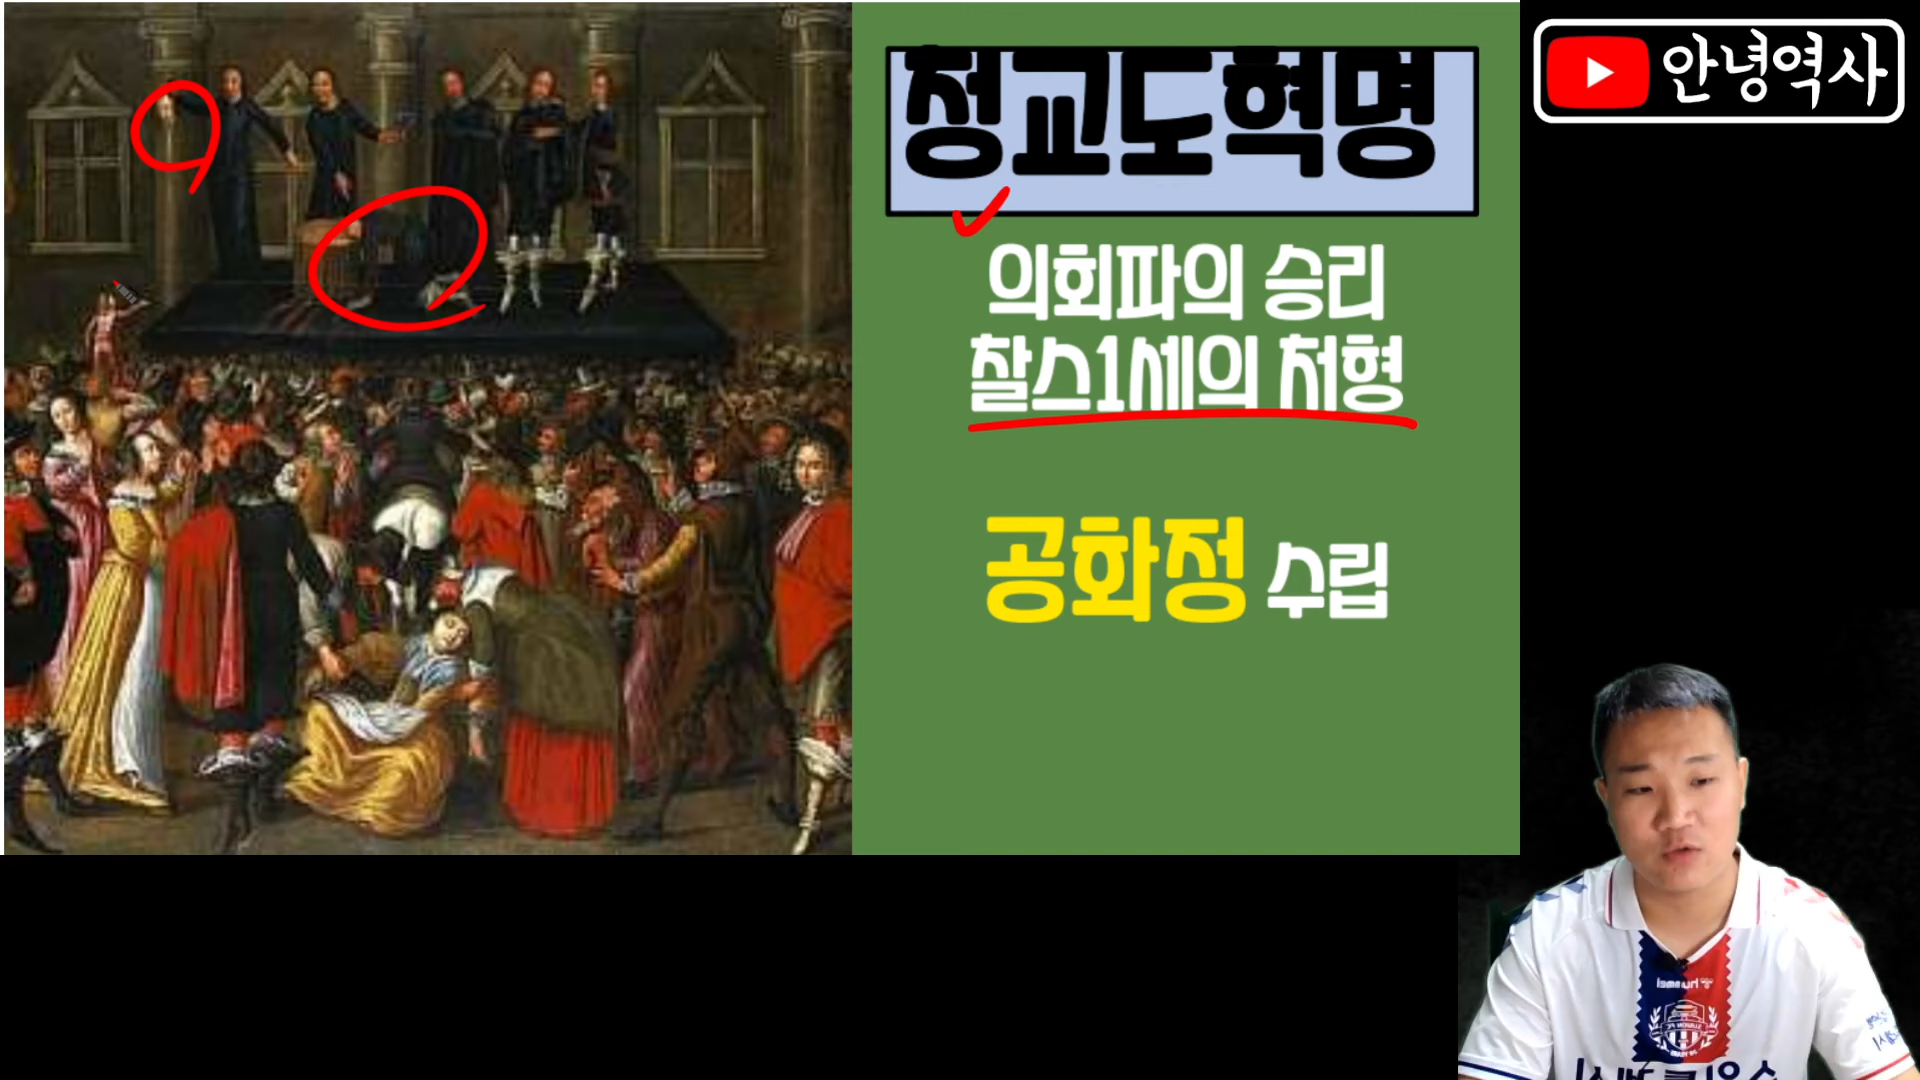 청교도혁명
의회파의 승리
찰스1세의 처형
공화정 수립
안녕역사
hummel